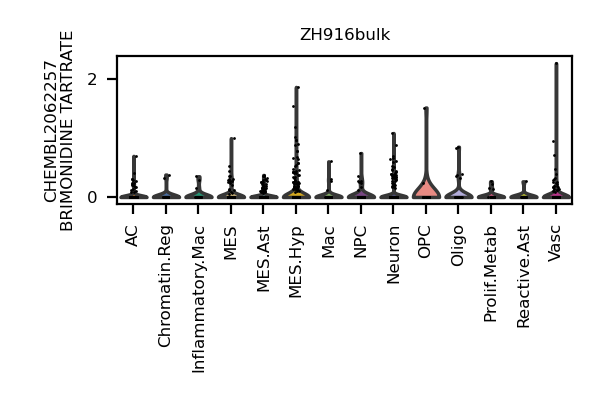 ZH916bulk
CHEMBL2062257
BRIMONIDINE TARTRATE
2
0
AC
Chromatin.Reg
Inflammatory.Mac
MES
MES.Ast
MES.Hyp
Mac
NPC
Neuron
OPC
Oligo
Prolif.Metab
Reactive.Ast
Vasc